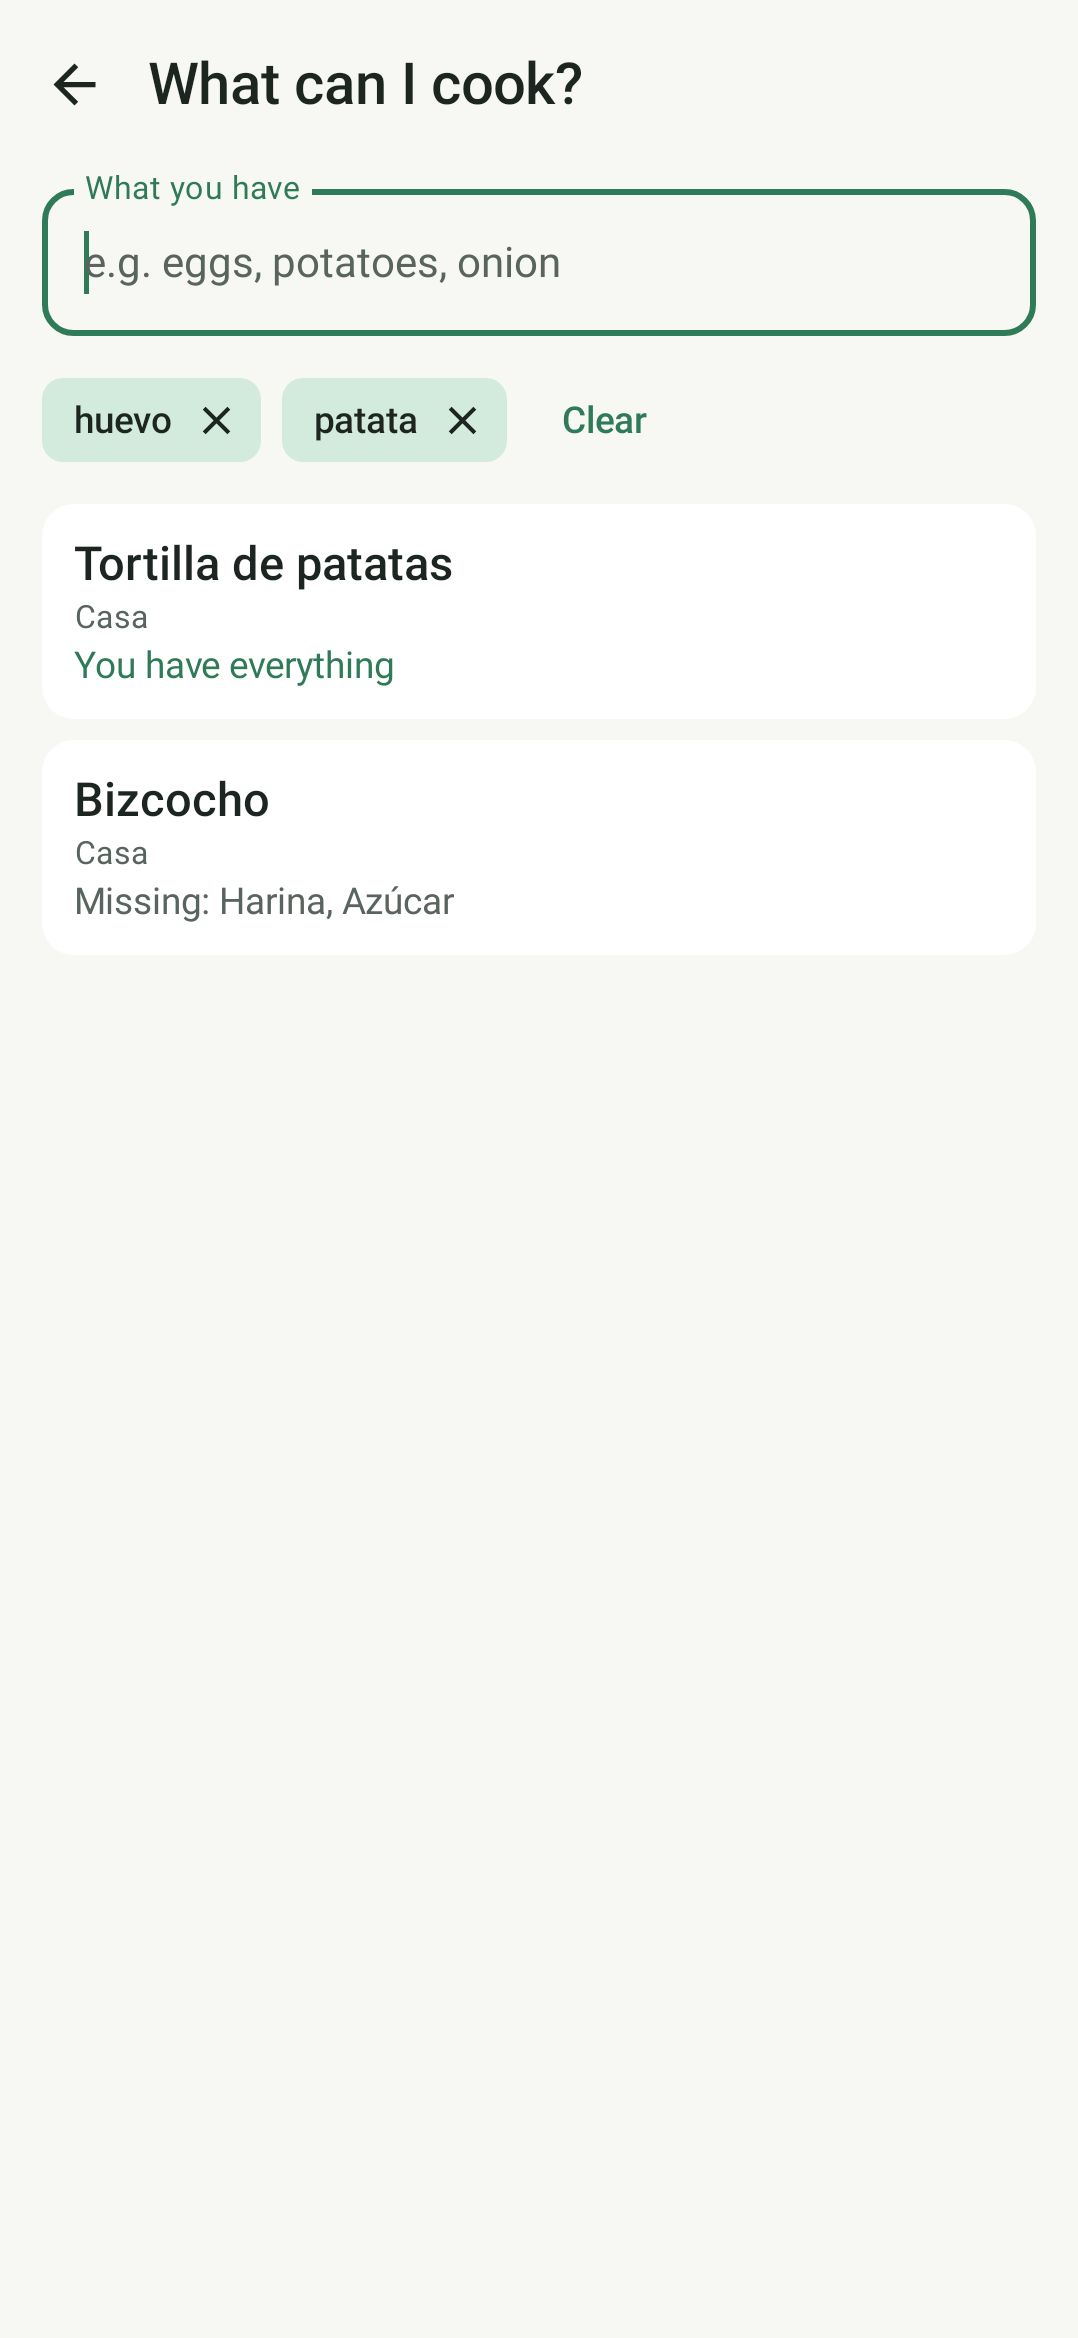 What can I cook?
What you have
e.g. eggs, potatoes, onion
huevo patata Clear
Tortilla de patatas
Casa
You have everything
Bizcocho
Casa
Missing: Harina, Azúcar